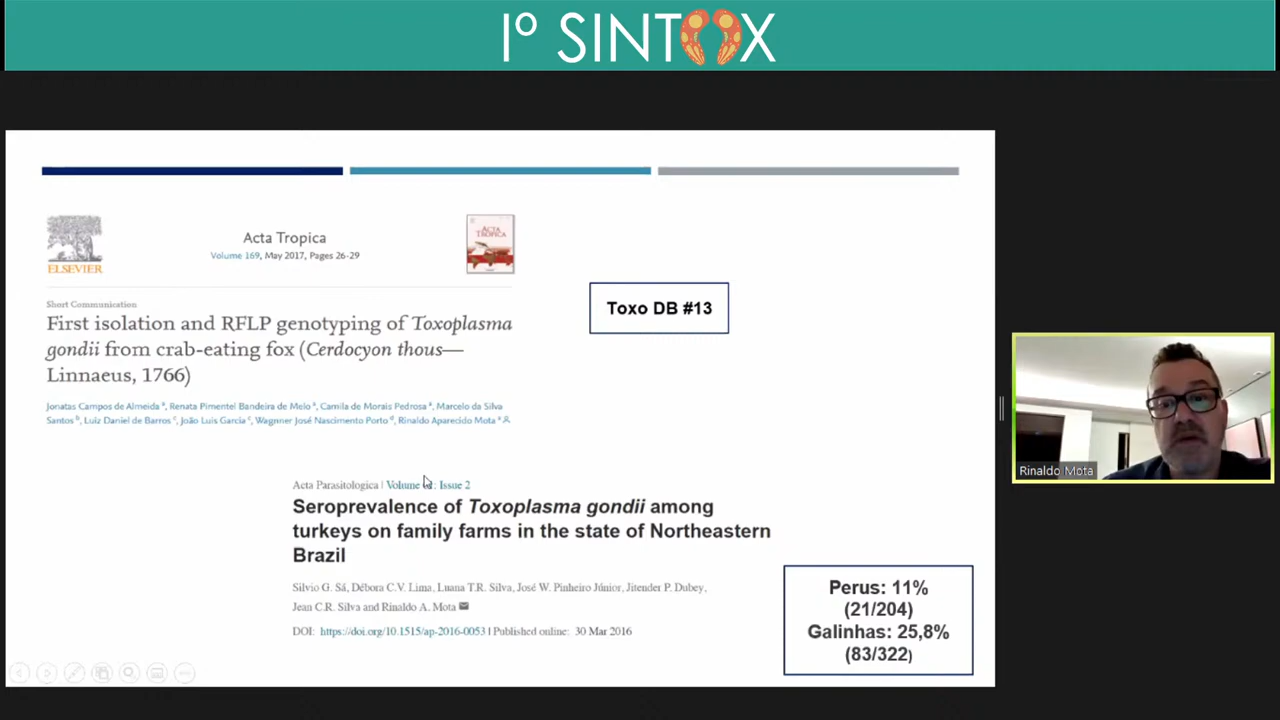 Iº SINTOX
ELSEVIER
Acta Tropica
Volume 169, May 2017, Pages 26-29
ACTA
TROPICA
Short Communication
First isolation and RFLP genotyping of Toxoplasma
gondii from crab-eating fox (Cerdocyon thous—
Linnaeus, 1766)
Jonatas Campos de Almeida ª, Renata Pimentel Bandeira de Melo ª, Camila de Morais Pedrosa ª, Marcelo da Silva
Santos ᵇ, Luiz Daniel de Barros ᶜ, João Luis Garcia ᶜ, Wagnner José Nascimento Porto ᵈ, Rinaldo Aparecido Mota ª
Toxo DB #13
Acta Parasitologica | Volume : Issue 2
Seroprevalence of Toxoplasma gondii among
turkeys on family farms in the state of Northeastern
Brazil
Silvio G. Sá, Débora C.V. Lima, Luana T.R. Silva, José W. Pinheiro Júnior, Jitender P. Dubey,
Jean C.R. Silva and Rinaldo A. Mota
DOI: https://doi.org/10.1515/ap-2016-0053 | Published online: 30 Mar 2016
Perus: 11%
(21/204)
Galinhas: 25,8%
(83/322)
Rinaldo Mota